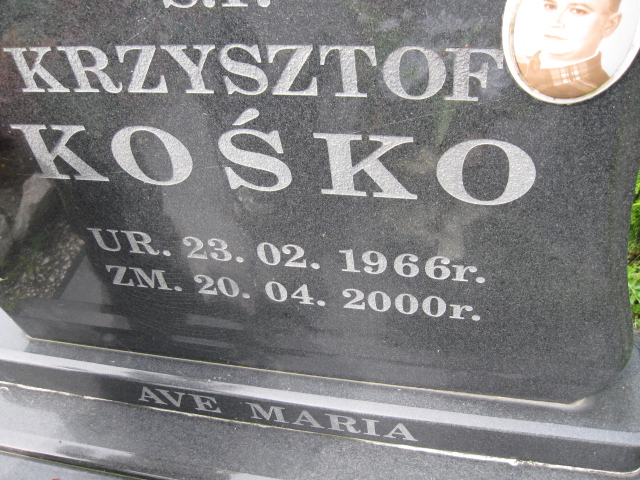 Ś.P.
KRZYSZTOF
KOŚKO
UR. 23. 02. 1966r.
ZM. 20. 04. 2000r.
AVE MARIA